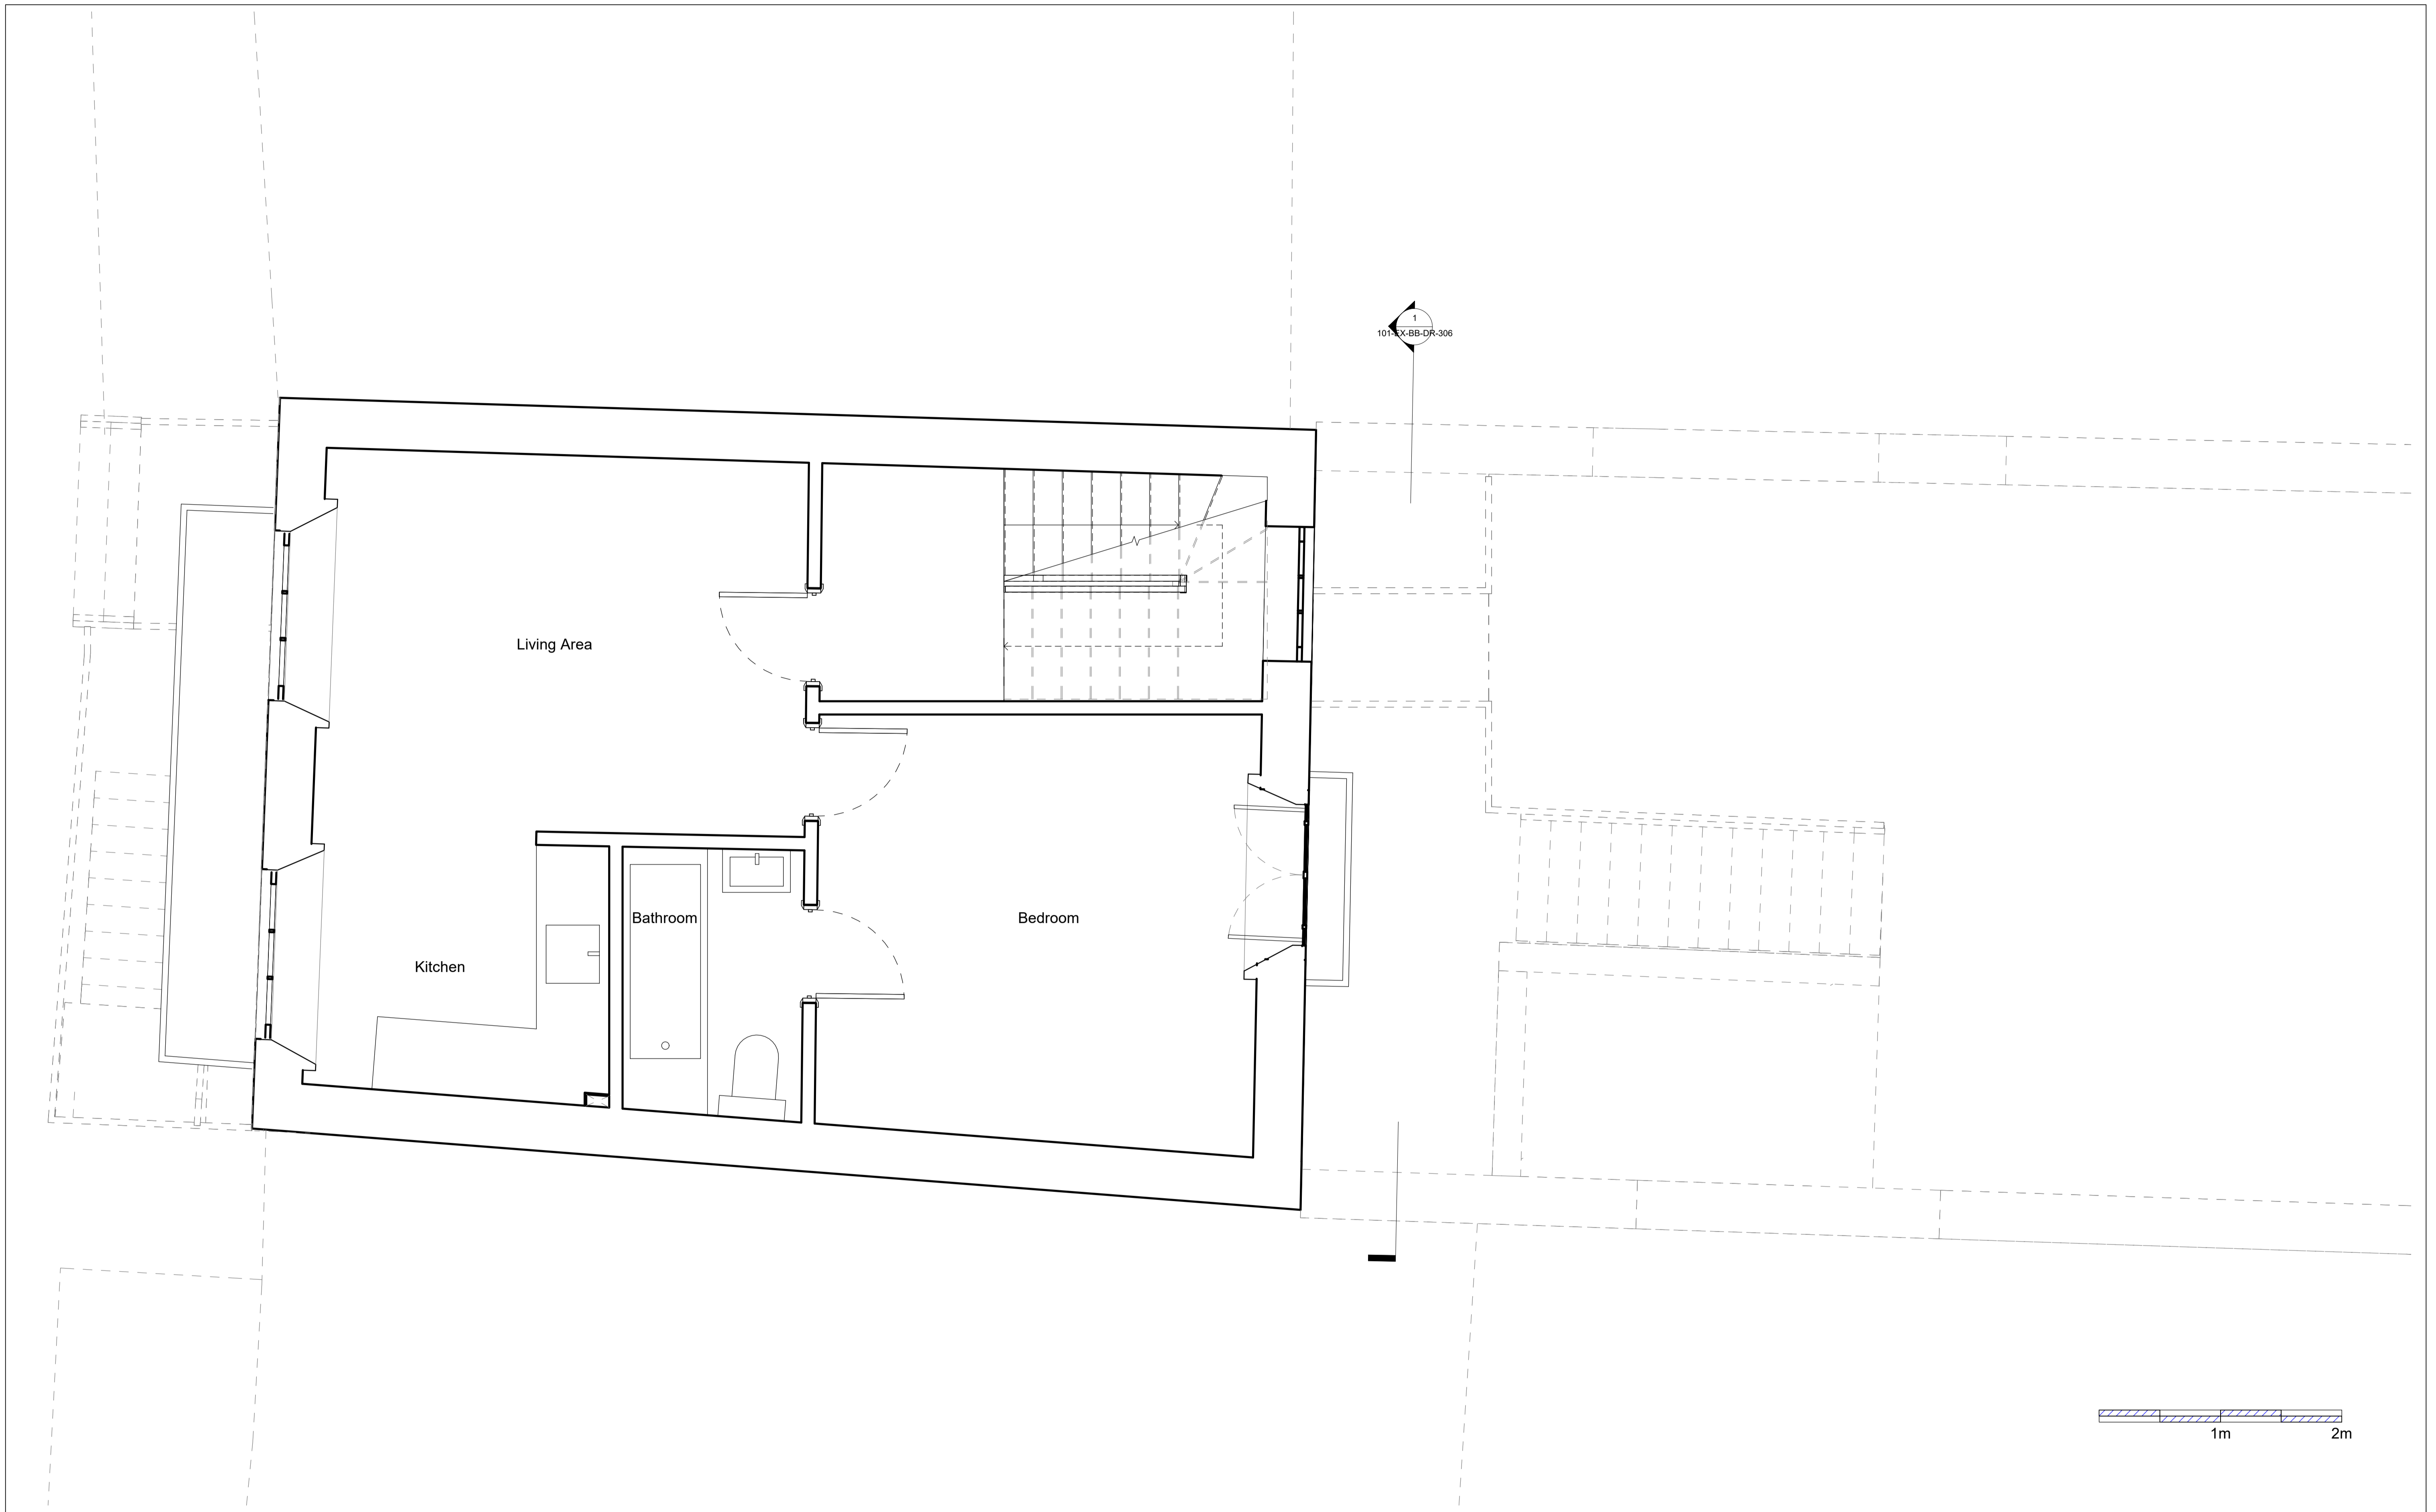 1
101-EX-BB-DR-306
Living Area
Bathroom
Bedroom
Kitchen
1m
2m